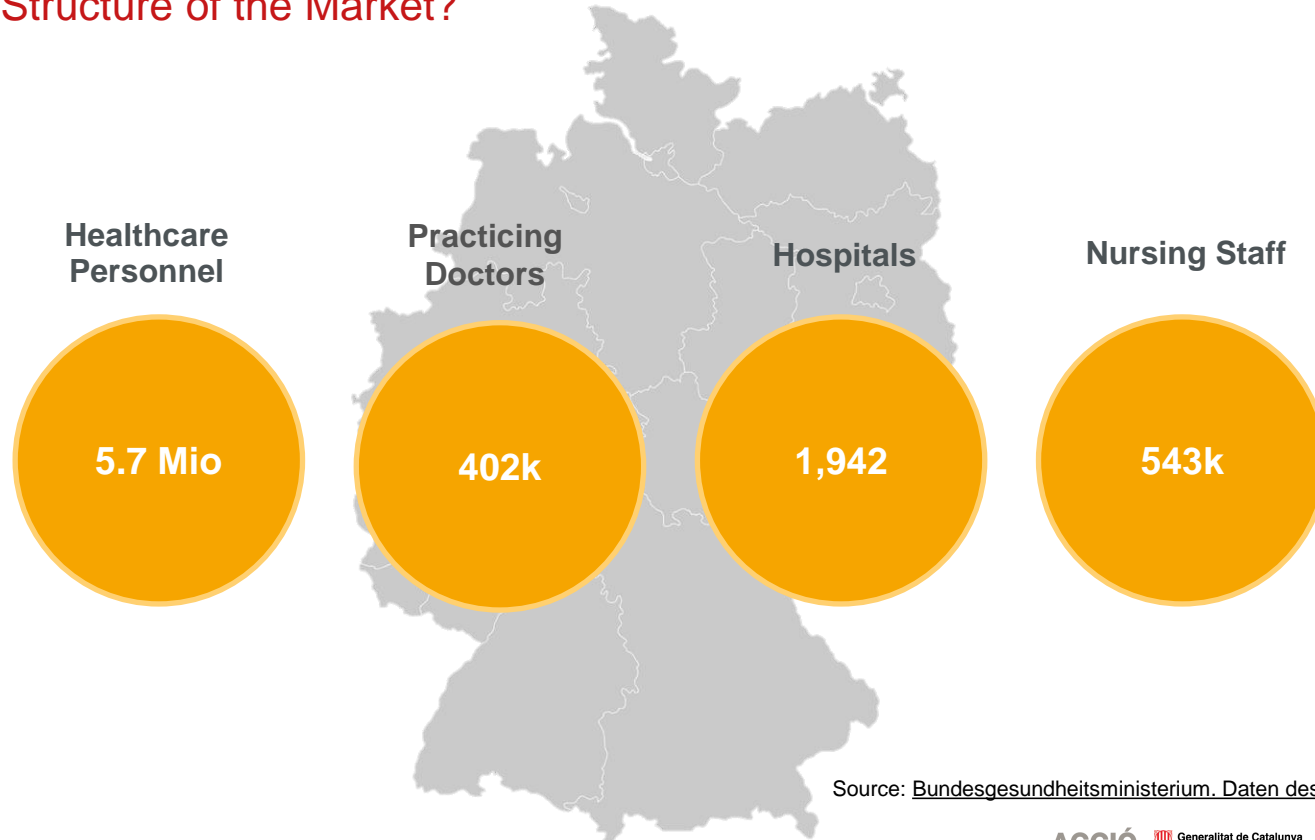 Structure of the Market?
Healthcare
Personnel
Practicing
Doctors
Hospitals
Nursing Staff
5.7 Mio
402k
1,942
543k
Source: Bundesgesundheitsministerium. Daten des
ACCIÓ
Generalitat de Catalunya